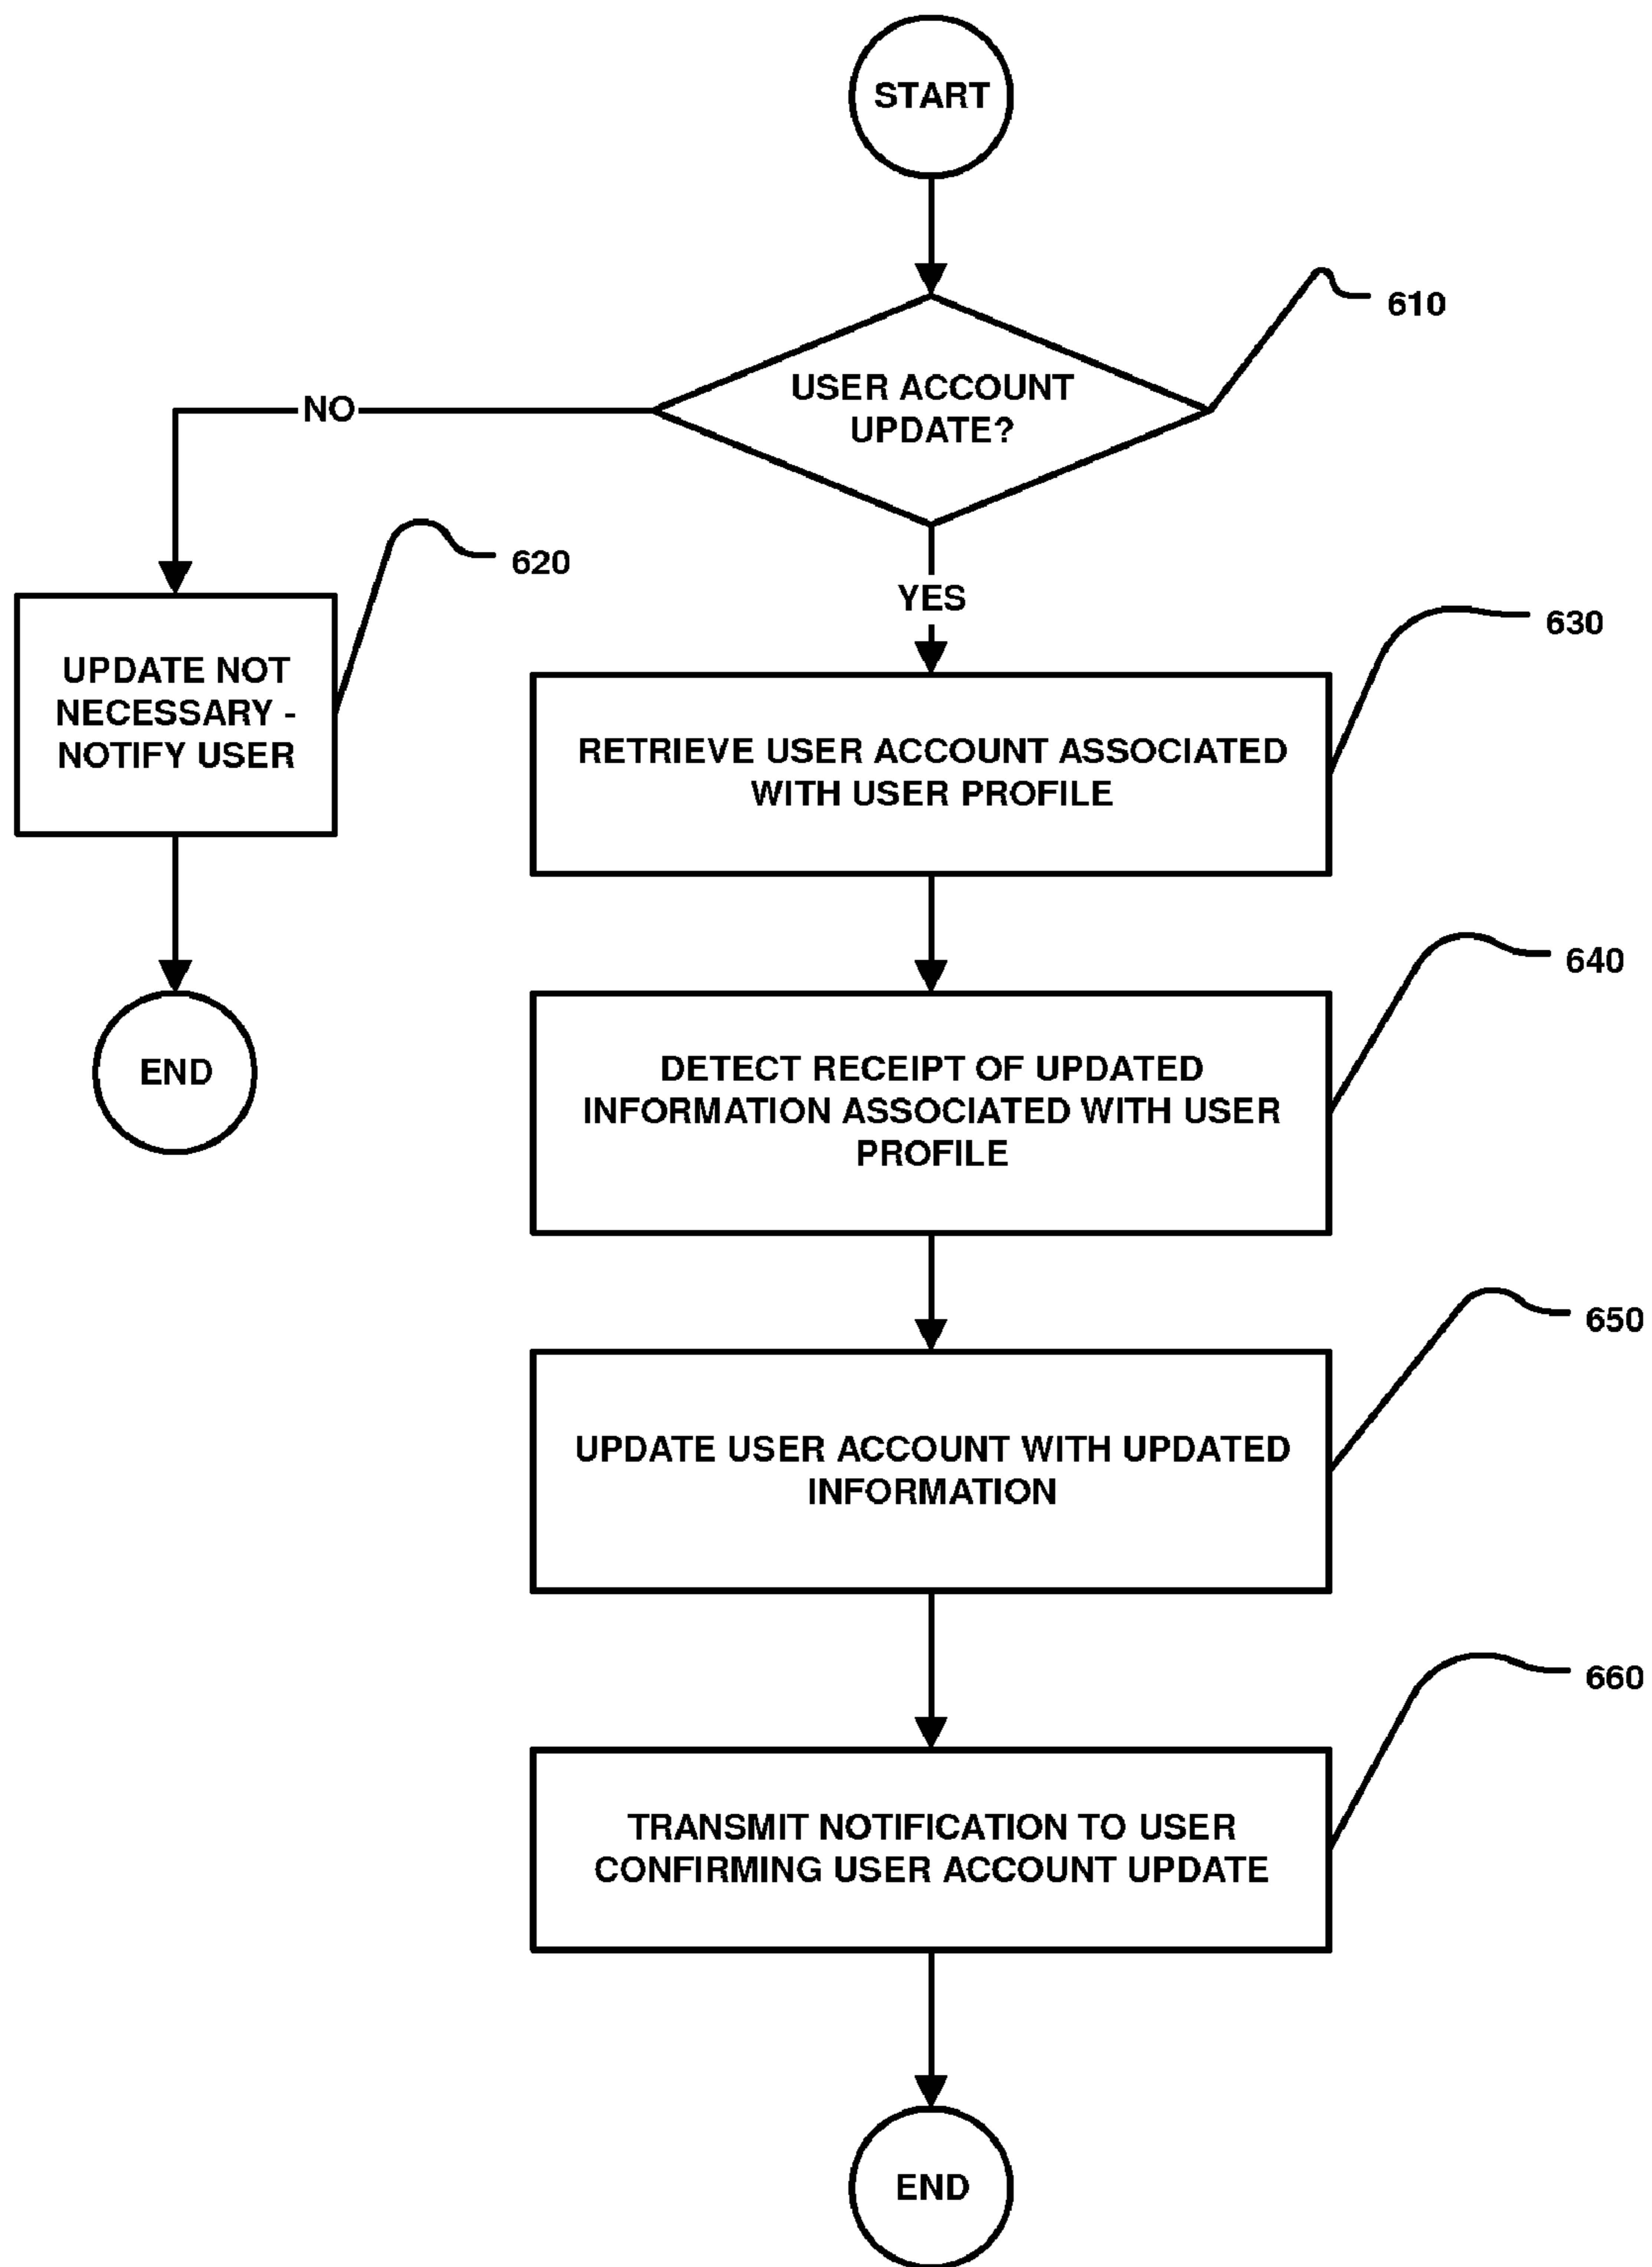 START
610
USER ACCOUNT
UPDATE?
NO
620
YES
630
UPDATE NOT
NECESSARY -
NOTIFY USER
RETRIEVE USER ACCOUNT ASSOCIATED
WITH USER PROFILE
640
END
DETECT RECEIPT OF UPDATED
INFORMATION ASSOCIATED WITH USER
PROFILE
650
UPDATE USER ACCOUNT WITH UPDATED
INFORMATION
660
TRANSMIT NOTIFICATION TO USER
CONFIRMING USER ACCOUNT UPDATE
END